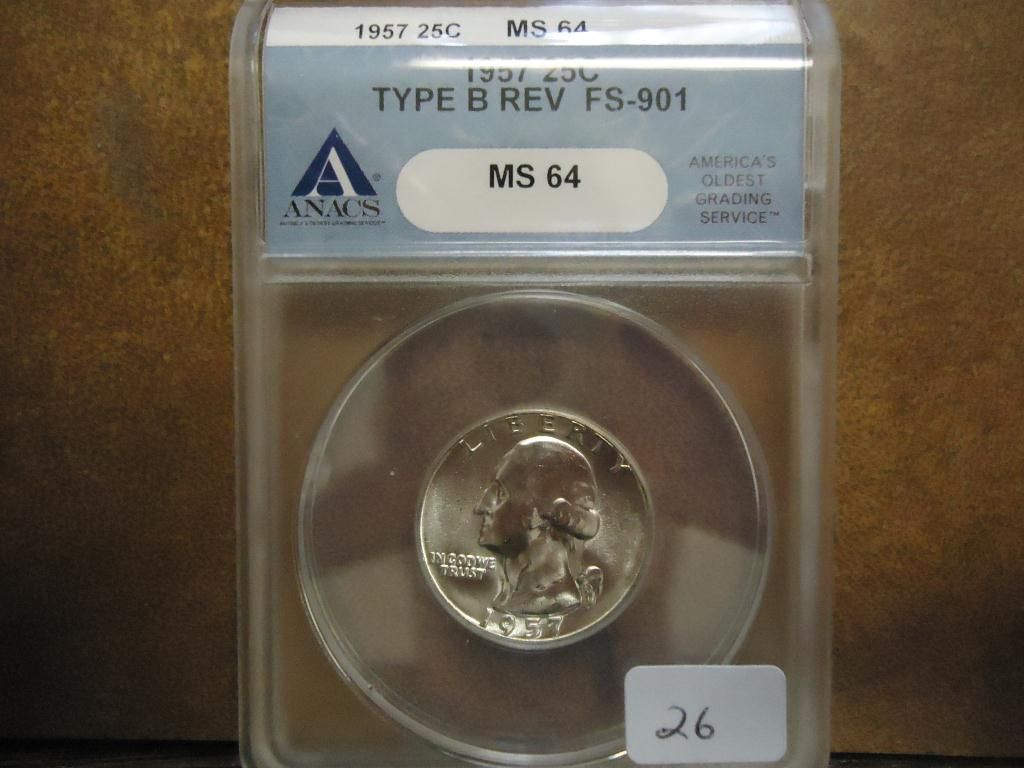 1957 25C MS 64
1957 25C
TYPE B REV FS-901
MS 64
ANACS
AMERICA'S
OLDEST
GRADING
SERVICE™
LIBERTY
IN GOD WE
TRUST
1957
26